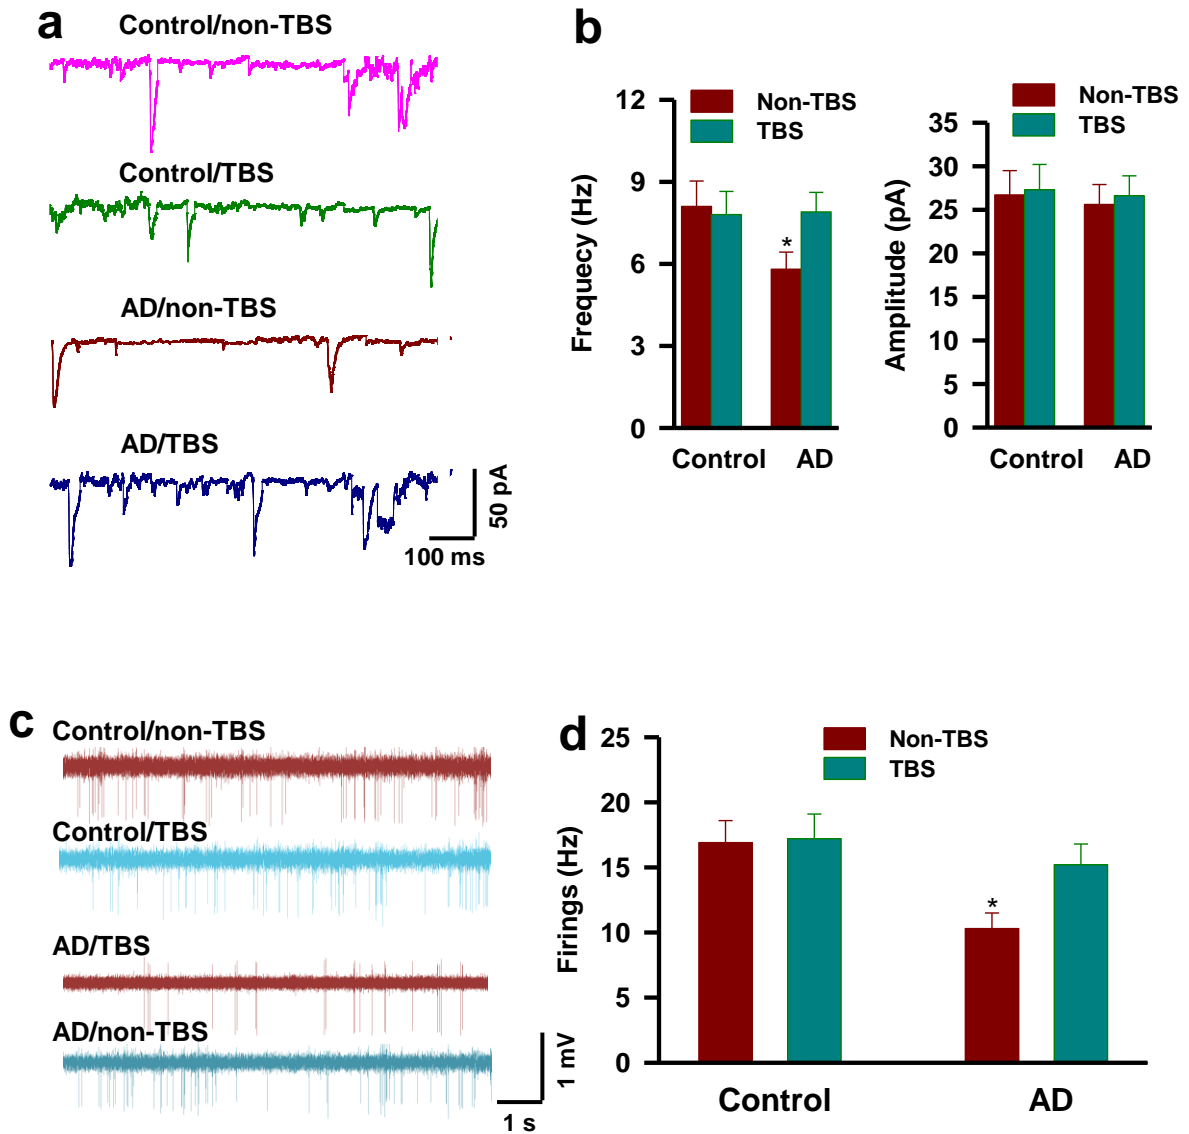 a
Control/non-TBS
Control/TBS
AD/non-TBS
AD/TBS
50 pA
100 ms
b
Non-TBS
TBS
12
9
6
3
0
Frequecy (Hz)
*
Control AD
Non-TBS
TBS
35
30
25
20
15
10
5
0
Amplitude (pA)
Control AD
c
Control/non-TBS
Control/TBS
AD/TBS
AD/non-TBS
1 mV
1 s
d
Non-TBS
TBS
25
20
15
10
5
0
Firings (Hz)
*
Control AD